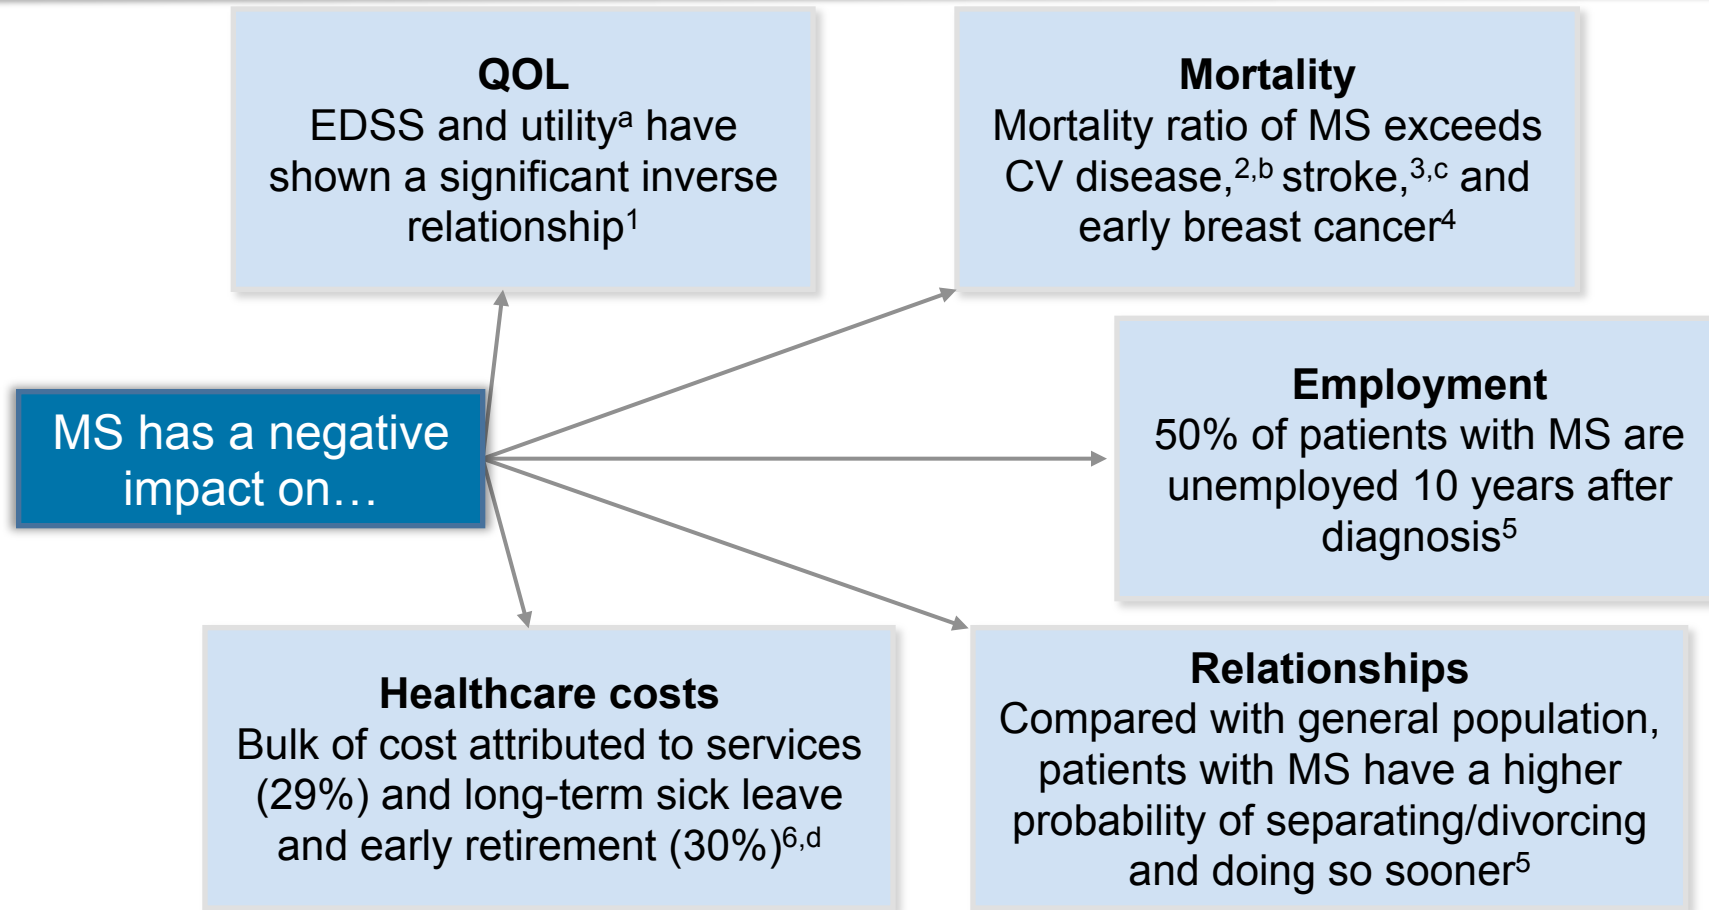 QOL
EDSS and utilityᵃ have
shown a significant inverse
relationship¹
Mortality
Mortality ratio of MS exceeds
CV disease,²,ᵇ stroke,³,ᶜ and
early breast cancer⁴
MS has a negative
impact on…
Employment
50% of patients with MS are
unemployed 10 years after
diagnosis⁵
Healthcare costs
Bulk of cost attributed to services
(29%) and long-term sick leave
and early retirement (30%)⁶,ᵈ
Relationships
Compared with general population,
patients with MS have a higher
probability of separating/divorcing
and doing so sooner⁵